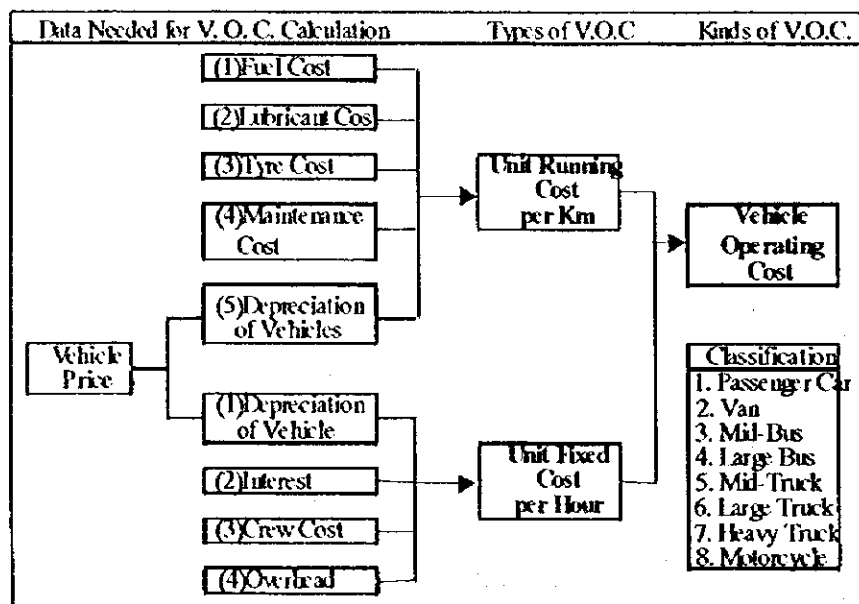 Data Needed for V. O. C. Calculation
Types of V.O.C
Kinds of V.O.C.
(1)Fuel Cost
(2)Lubricant Cos
(3)Tyre Cost
(4)Maintenance
Cost
(5)Depreciation
of Vehicles
Vehicle
Price
(1)Depreciation
of Vehicle
(2)Interest
(3)Crew Cost
(4)Overhead
Unit Running
Cost
per Km
Unit Fixed
Cost
per Hour
Vehicle
Operating
Cost
Classification
1. Passenger Car
2. Van
3. Mid-Bus
4. Large Bus
5. Mid-Truck
6. Large Truck
7. Heavy Truck
8. Motorcycle